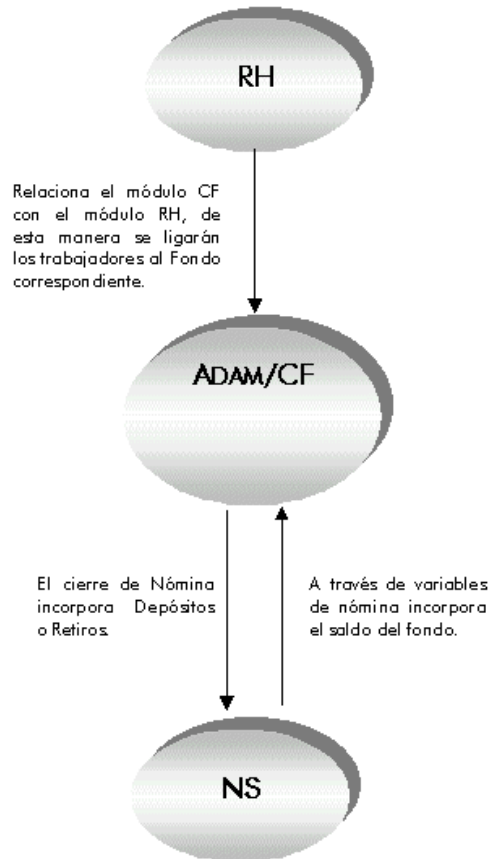 RH
Relaciona el módulo CF
con el módulo RH, de
esta manera se ligarán
los trabajadores al Fondo
correspondiente.
ADAM/CF
El cierre de Nómina
incorpora Depósitos
o Retiros.
A través de variables
de nómina incorpora
el saldo del fondo.
NS